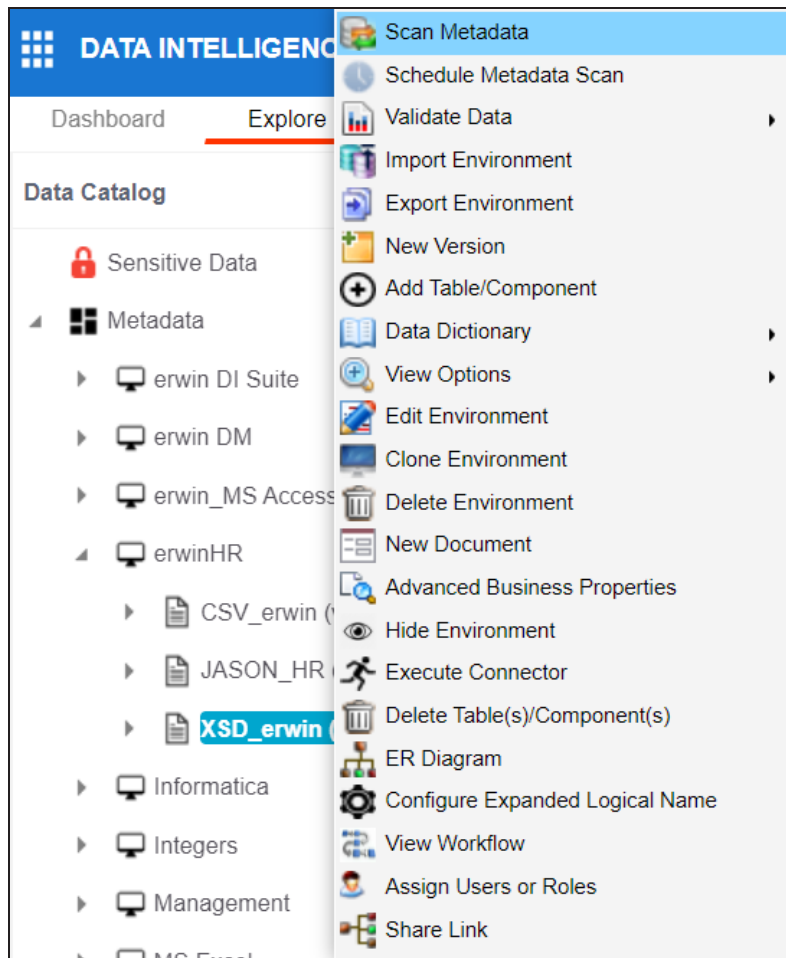 DATA INTELLIGENC
Dashboard
Explore
Data Catalog
Sensitive Data
Metadata
erwin DI Suite
erwin DM
erwin_MS Access
erwinHR
CSV_erwin (
JASON_HR
XSD_erwin (
Informatica
Integers
Management
MS Excel
Scan Metadata
Schedule Metadata Scan
Validate Data
Import Environment
Export Environment
New Version
Add Table/Component
Data Dictionary
View Options
Edit Environment
Clone Environment
Delete Environment
New Document
Advanced Business Properties
Hide Environment
Execute Connector
Delete Table(s)/Component(s)
ER Diagram
Configure Expanded Logical Name
View Workflow
Assign Users or Roles
Share Link